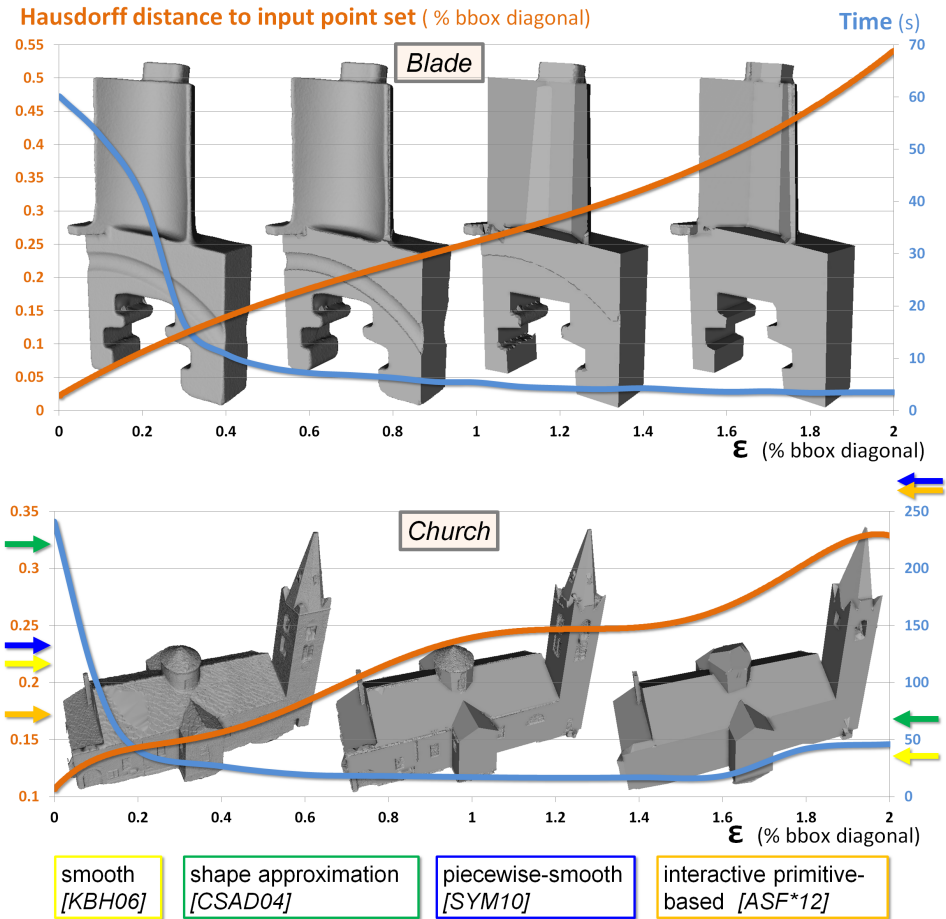 Hausdorff distance to input point set ( % bbox diagonal)
Time (s)
Blade
0.55
0.5
0.45
0.4
0.35
0.3
0.25
0.2
0.15
0.1
0.05
0
70
60
50
40
30
20
10
0
0 0.2 0.4 0.6 0.8 1 1.2 1.4 1.6 1.8 2
ε (% bbox diagonal)
Church
0.35
0.3
0.25
0.2
0.15
0.1
250
200
150
100
50
0
0 0.2 0.4 0.6 0.8 1 1.2 1.4 1.6 1.8 2
ε (% bbox diagonal)
smooth
[KBH06]
shape approximation
[CSAD04]
piecewise-smooth
[SYM10]
interactive primitive-
based [ASF*12]